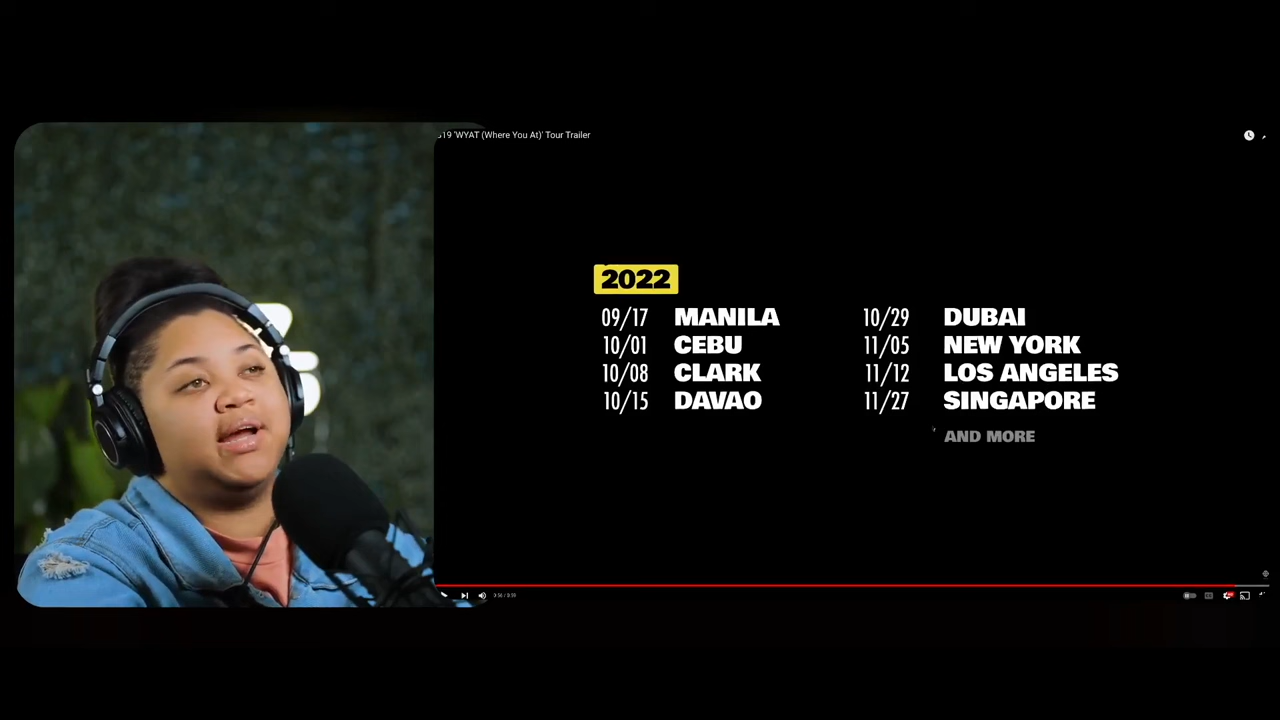 'WYAT (Where You At)' Tour Trailer
2022
09/17 MANILA
10/01 CEBU
10/08 CLARK
10/15 DAVAO
10/29 DUBAI
11/05 NEW YORK
11/12 LOS ANGELES
11/27 SINGAPORE
AND MORE